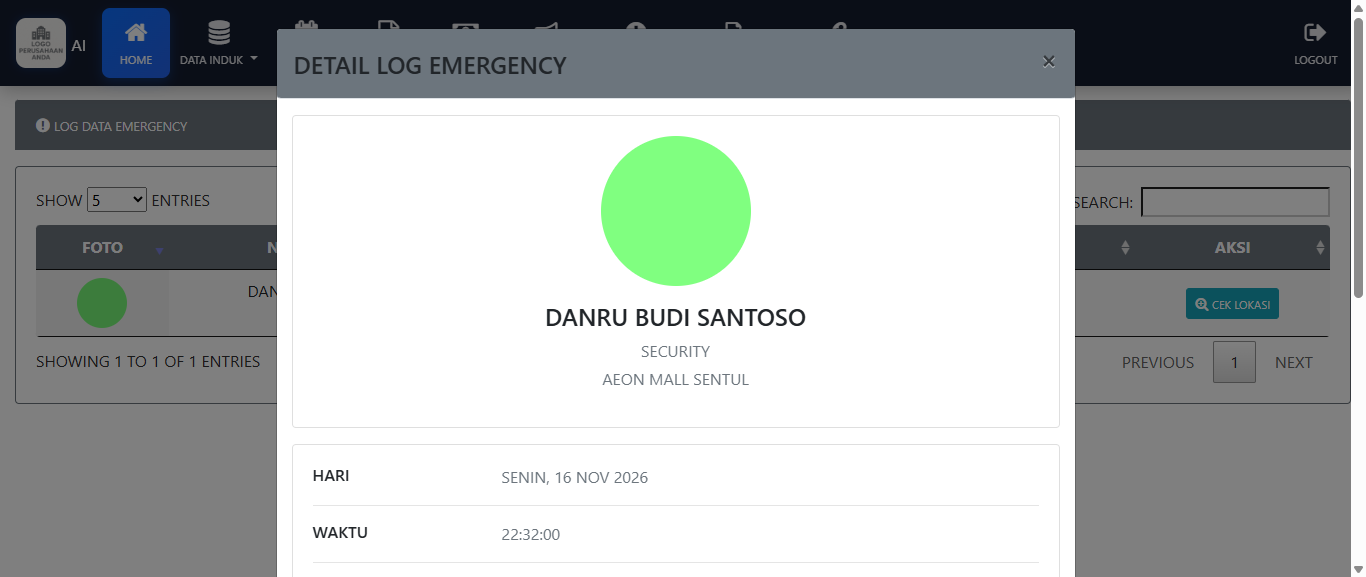 LOGO
PERUSAHAAN
ANDA
AI
HOME
DATA INDUK
LOGOUT
DETAIL LOG EMERGENCY
×
LOG DATA EMERGENCY
SHOW 5 ENTRIES
SEARCH:
FOTO
N
AKSI
DAN
CEK LOKASI
SHOWING 1 TO 1 OF 1 ENTRIES
PREVIOUS 1 NEXT
DANRU BUDI SANTOSO
SECURITY
AEON MALL SENTUL
HARI SENIN, 16 NOV 2026
WAKTU 22:32:00